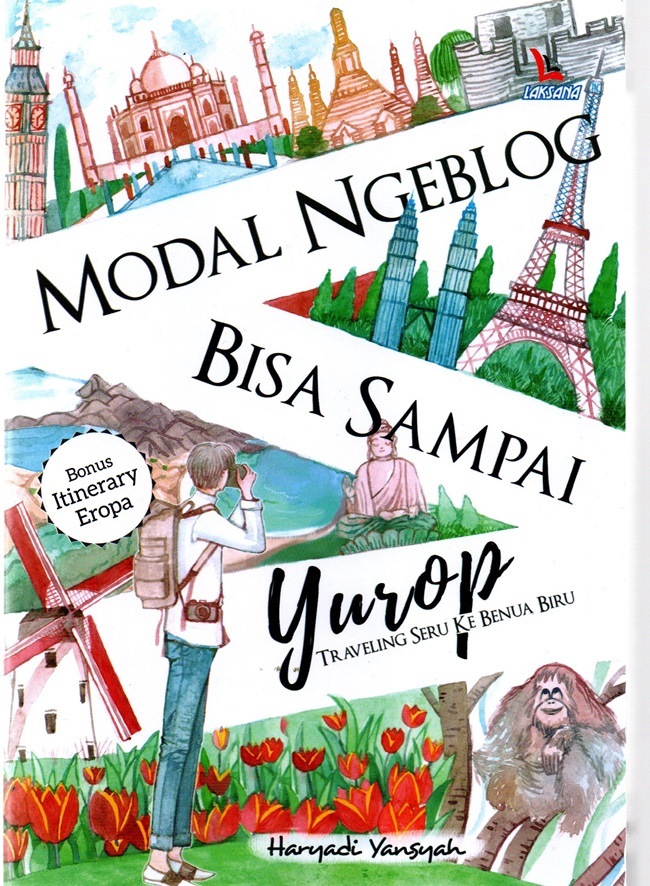 LAKSANA
MODAL NGEBLOG
BISA SAMPAI
Yurop
TRAVELING SERU KE BENUA BIRU
Bonus
Itinerary
Eropa
Haryadi Yansyah